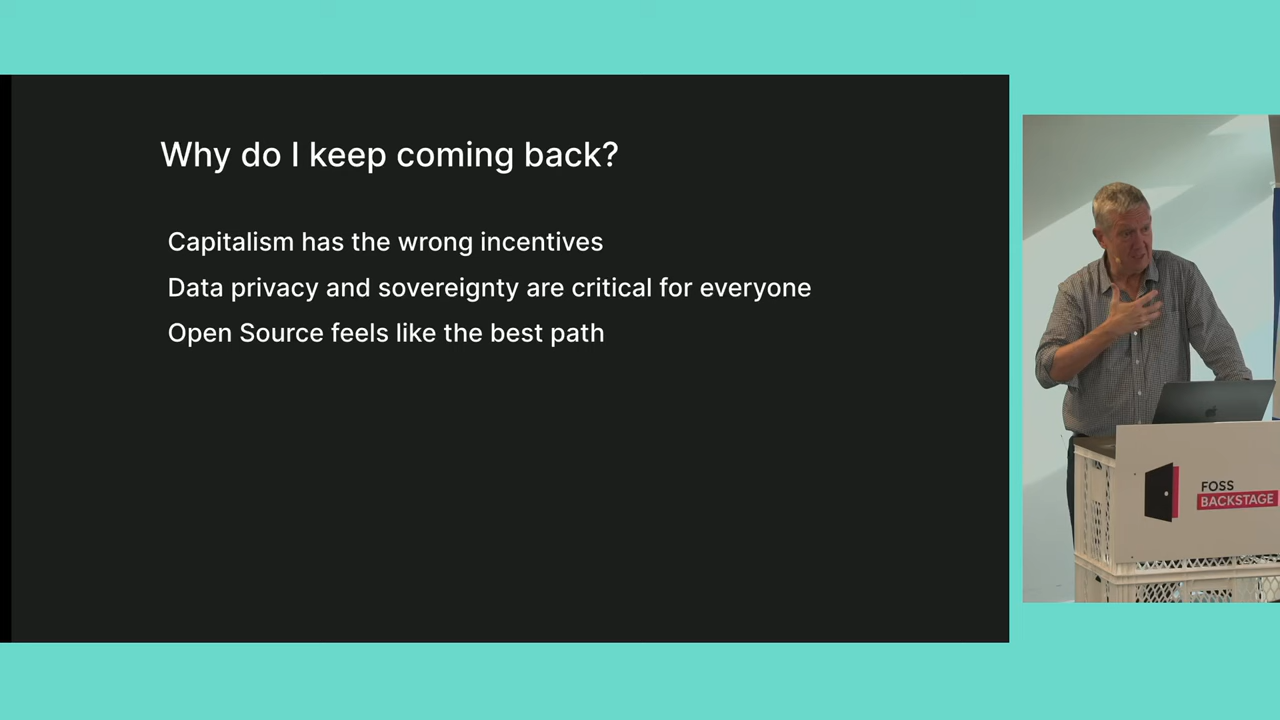 Why do I keep coming back?
Capitalism has the wrong incentives
Data privacy and sovereignty are critical for everyone
Open Source feels like the best path
FOSS
BACKSTAGE